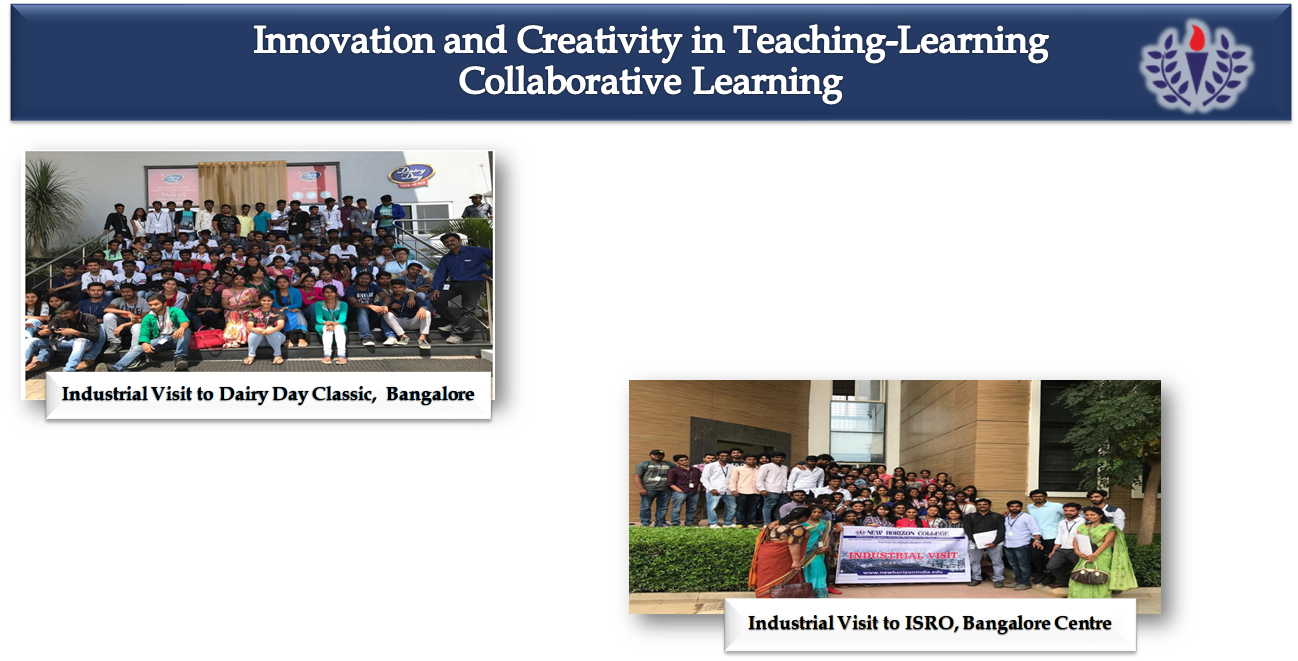 Innovation and Creativity in Teaching-Learning
Collaborative Learning
Dairy
Day
Industrial Visit to Dairy Day Classic, Bangalore
NEW HORIZON COLLEGE
INDUSTRIAL VISIT
www.newhorizonindia.edu
Industrial Visit to ISRO, Bangalore Centre